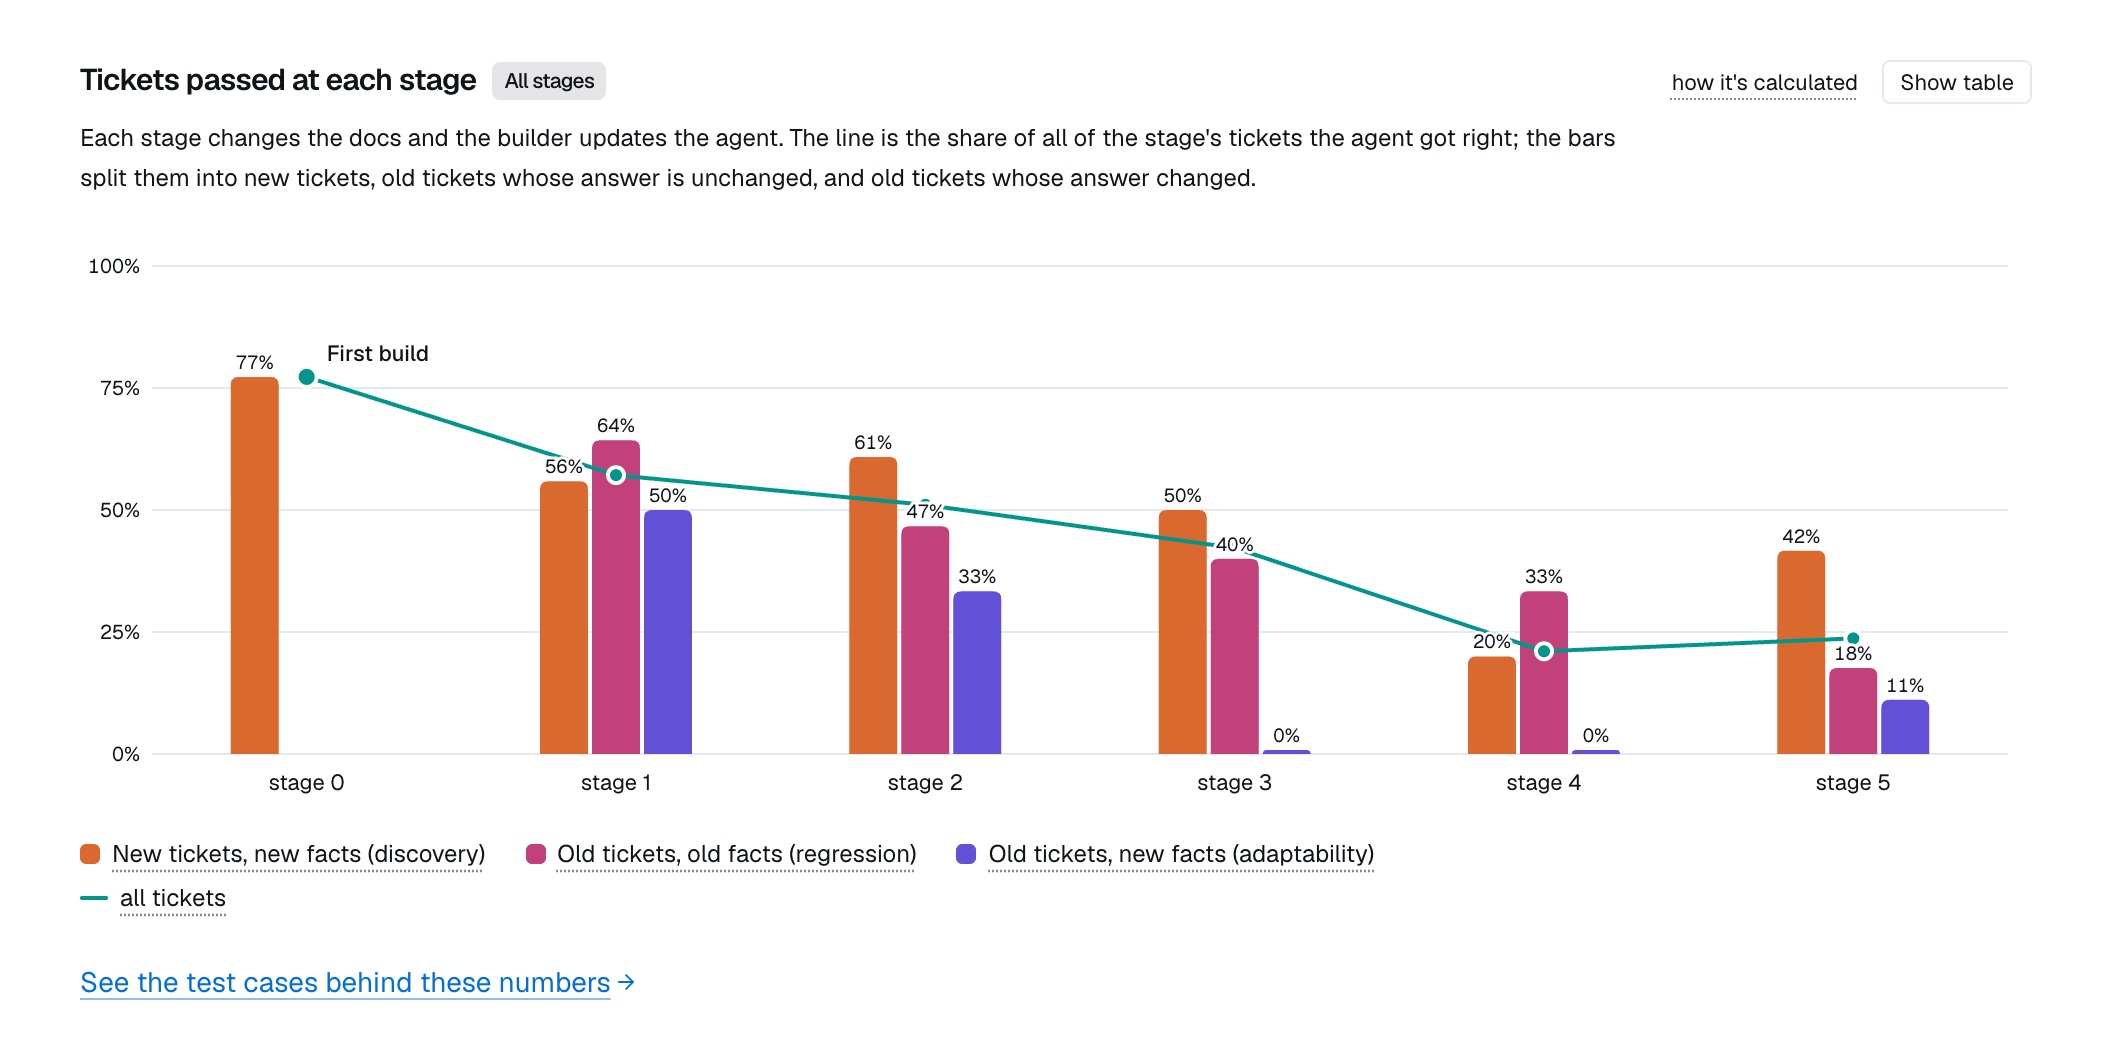 Tickets passed at each stage All stages how it's calculated Show table
Each stage changes the docs and the builder updates the agent. The line is the share of all of the stage's tickets the agent got right; the bars
split them into new tickets, old tickets whose answer is unchanged, and old tickets whose answer changed.
100%
75%
50%
25%
0%
77%
First build
56%
64%
50%
61%
47%
33%
50%
40%
0%
20%
33%
0%
42%
18%
11%
stage 0 stage 1 stage 2 stage 3 stage 4 stage 5
New tickets, new facts (discovery) Old tickets, old facts (regression) Old tickets, new facts (adaptability)
all tickets
See the test cases behind these numbers →